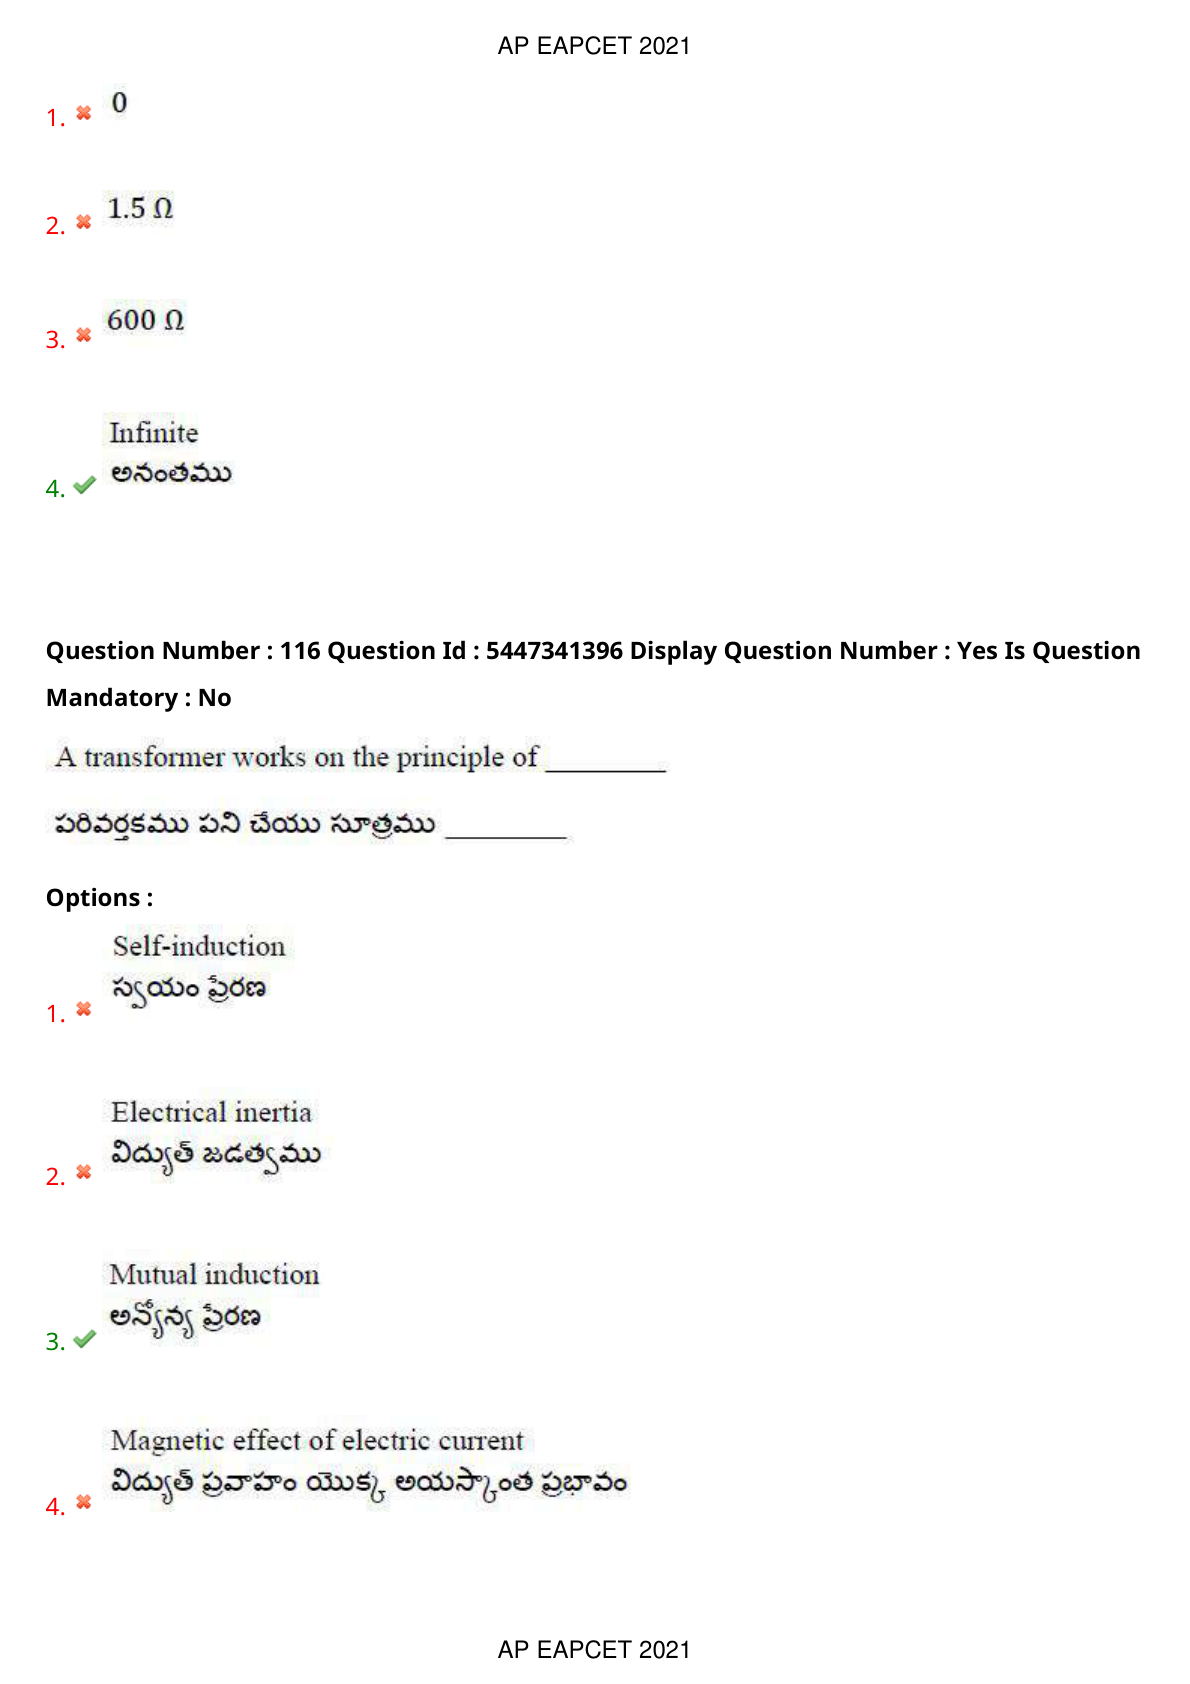 AP EAPCET 2021
0
1.
1.5 Ω
2.
600 Ω
3.
Infinite
అనంతము
4.
Question Number : 116 Question Id : 5447341396 Display Question Number : Yes Is Question
Mandatory : No
A transformer works on the principle of ________
పరివర్తకము పని చేయు సూత్రము ________
Options :
Self-induction
స్వయం ప్రేరణ
1.
Electrical inertia
విద్యుత్ జడత్వము
2.
Mutual induction
అన్యోన్య ప్రేరణ
3.
Magnetic effect of electric current
విద్యుత్ ప్రవాహం యొక్క అయస్కాంత ప్రభావం
4.
AP EAPCET 2021